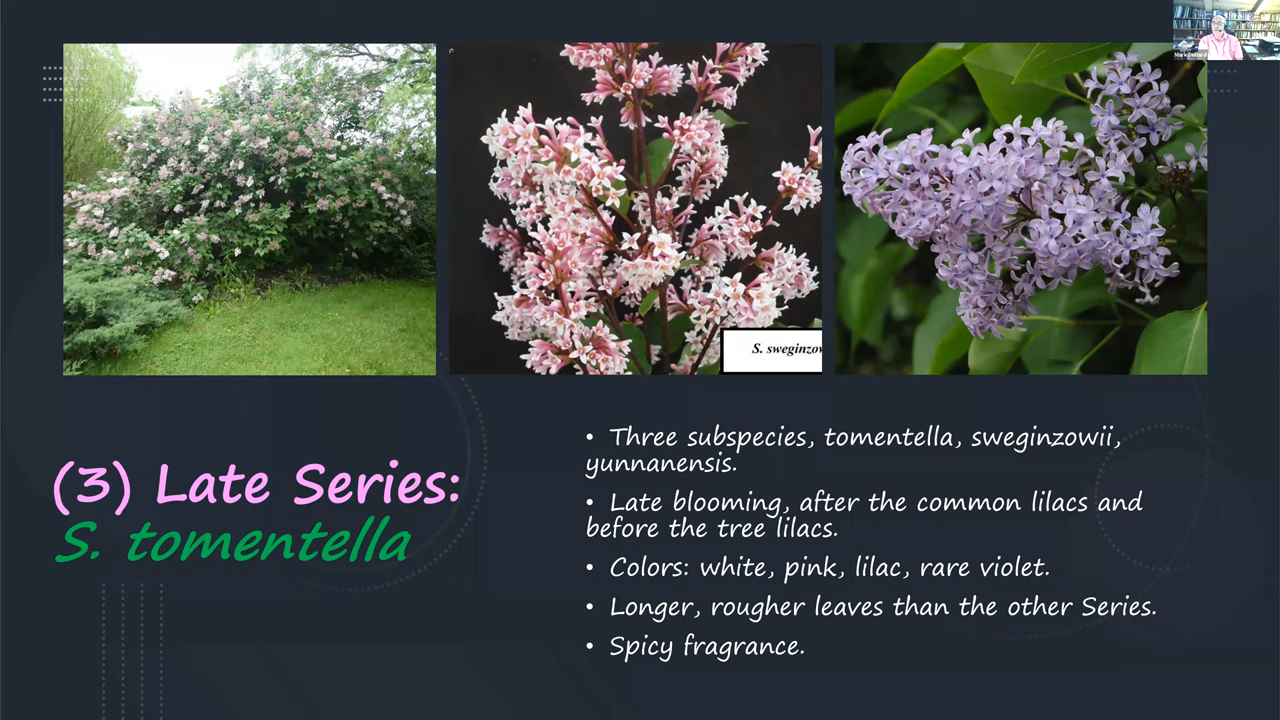 S. sweginzow
(3) Late Series:
S. tomentella
• Three subspecies, tomentella, sweginzowii,
yunnanensis.
• Late blooming, after the common lilacs and
before the tree lilacs.
• Colors: white, pink, lilac, rare violet.
• Longer, rougher leaves than the other Series.
• Spicy fragrance.